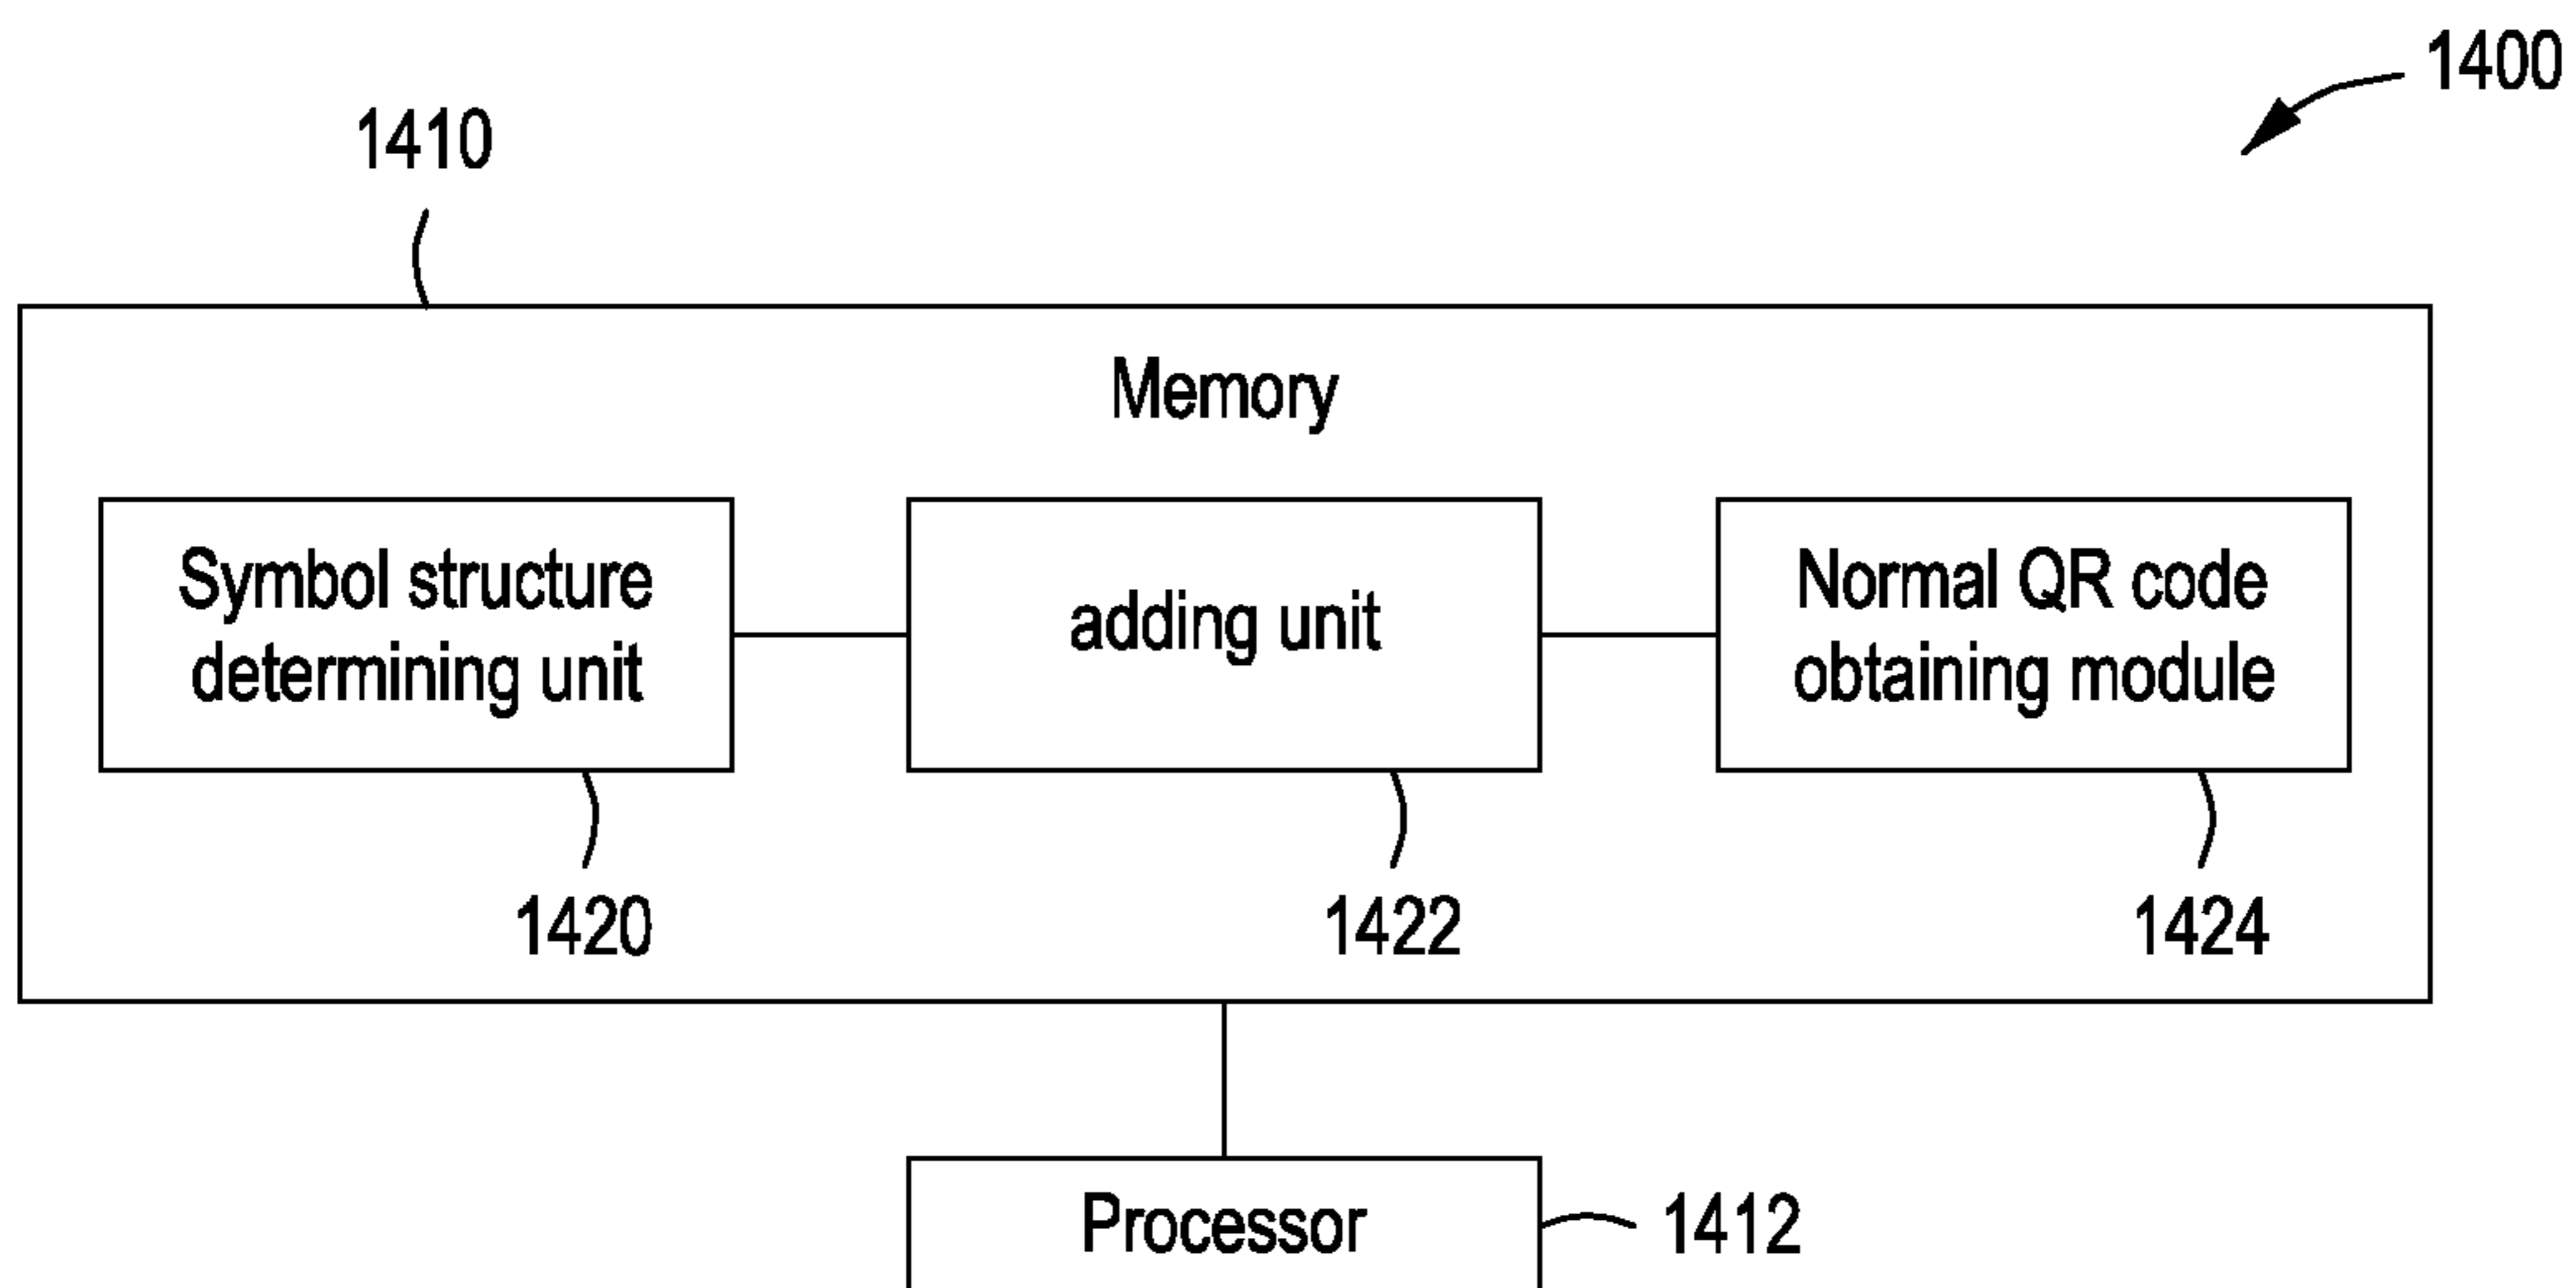 1400
1410
Memory
Symbol structure
determining unit
adding unit
Normal QR code
obtaining module
1420
1422
1424
Processor
1412